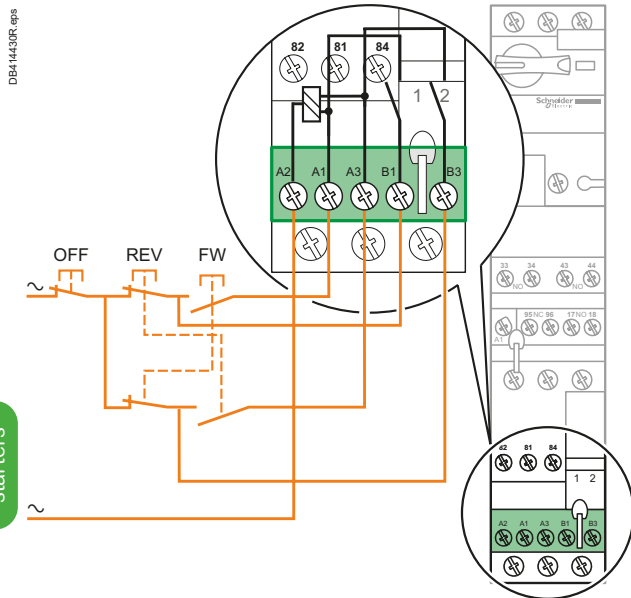 DB414430R.eps
82 81 84
1 2
A2 A1 A3 B1 B3
OFF REV FW
~
~
starters
Schneider Electric
33 34 43 44
NO NO
95 NC 96 17 NO 18
A1
82 81 84
1 2
A2 A1 A3 B1 B3